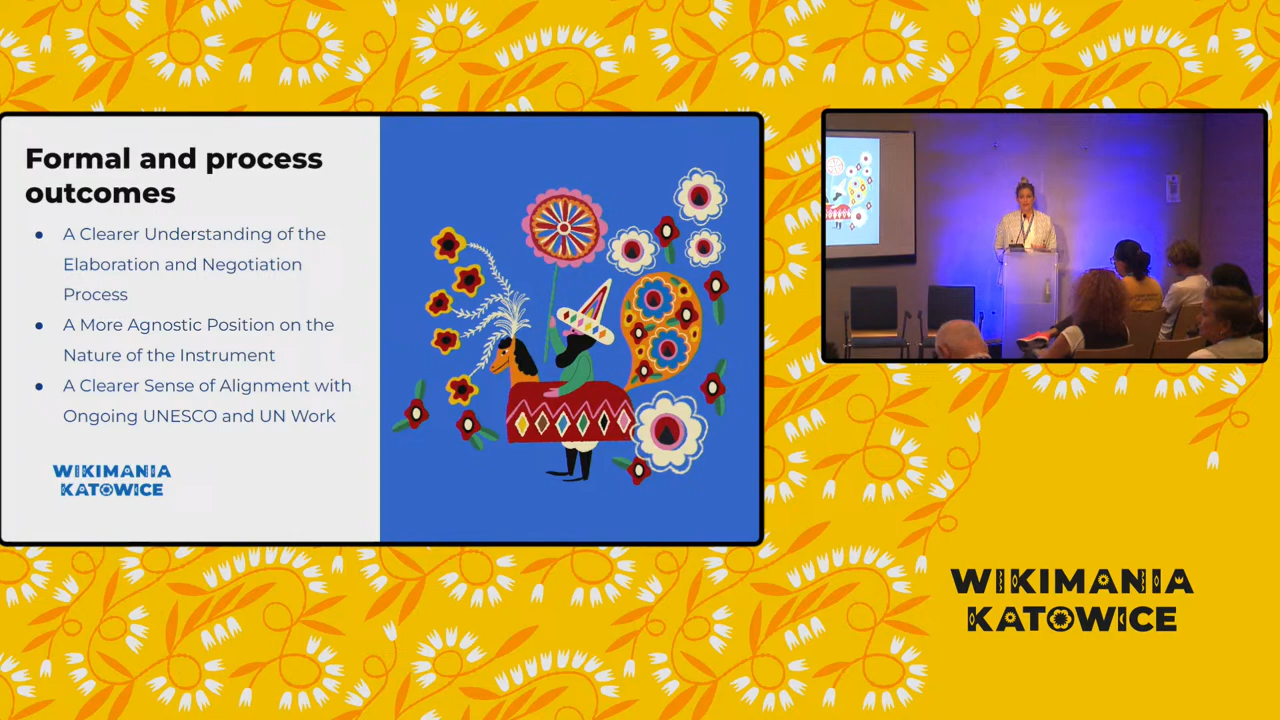 Formal and process
outcomes
● A Clearer Understanding of the
Elaboration and Negotiation
Process
● A More Agnostic Position on the
Nature of the Instrument
● A Clearer Sense of Alignment with
Ongoing UNESCO and UN Work
WIKIMANIA
KATOWICE
WIKIMANIA
KATOWICE